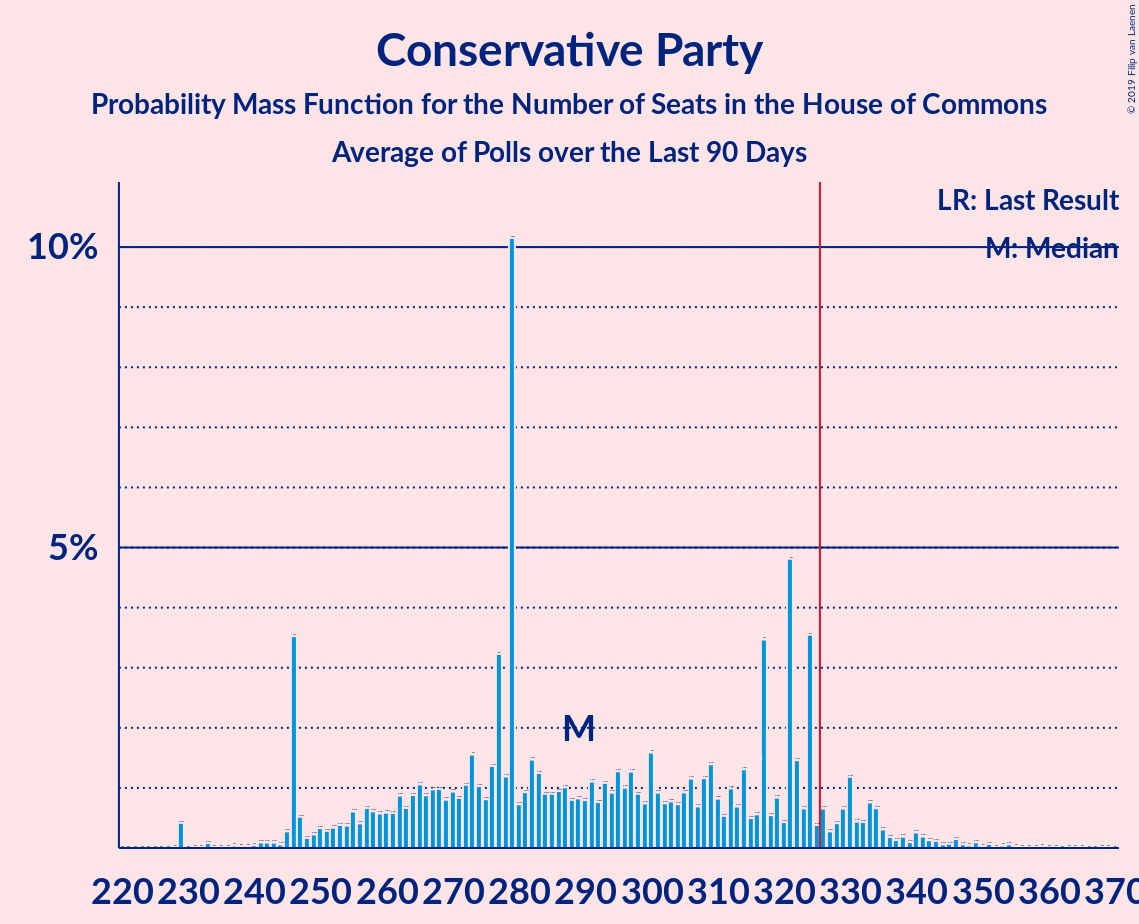 Conservative Party
Probability Mass Function for the Number of Seats in the House of Commons
Average of Polls over the Last 90 Days
© 2019 Filip van Laenen
LR: Last Result
M: Median
10%
5%
M
220 230 240 250 260 270 280 290 300 310 320 330 340 350 360 370